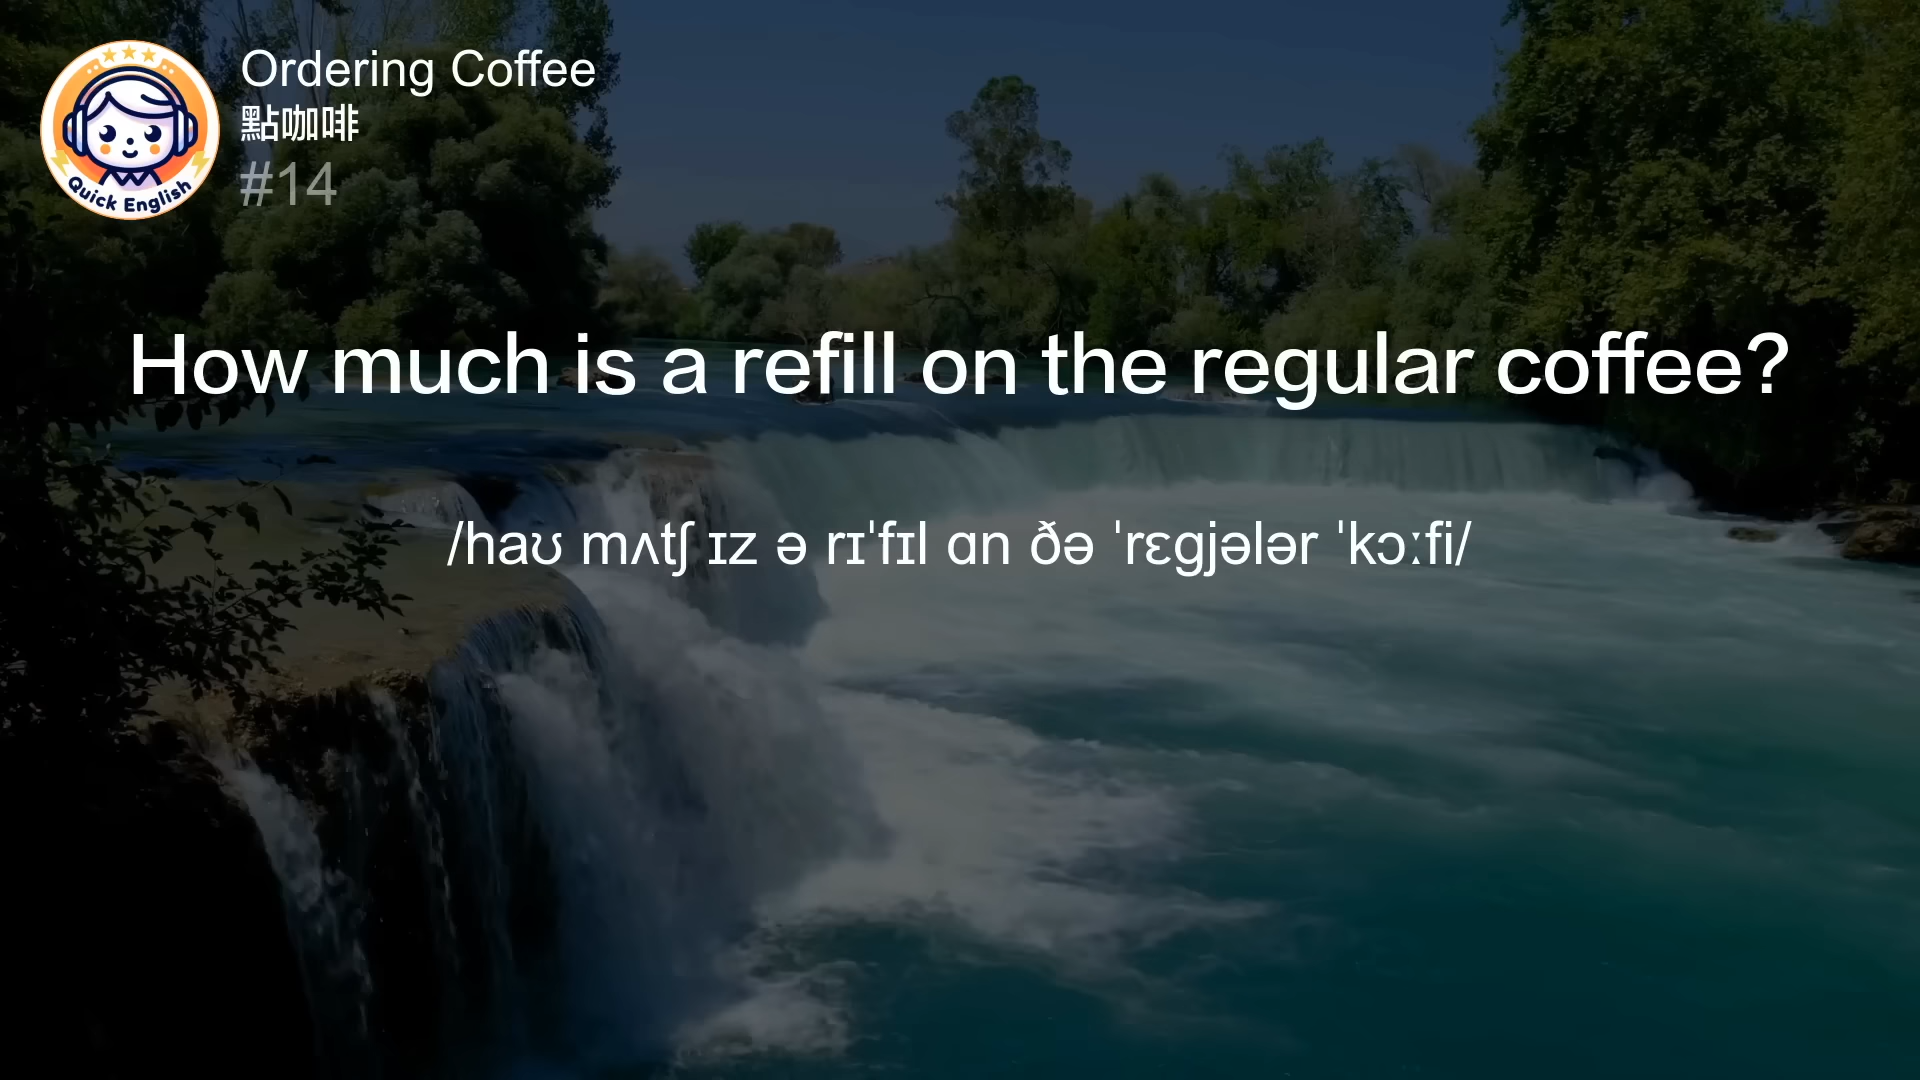 Quick English
Ordering Coffee
點咖啡
#14
How much is a refill on the regular coffee?
/haʊ mʌtʃ ɪz ə rɪˈfɪl ɑn ðə ˈrɛgjələr ˈkɔːfi/